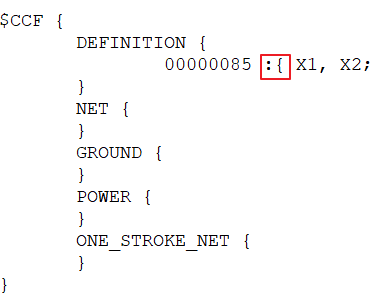 $CCF {
DEFINITION {
00000085 :{ X1, X2;
}
NET {
}
GROUND {
}
POWER {
}
ONE_STROKE_NET {
}
}